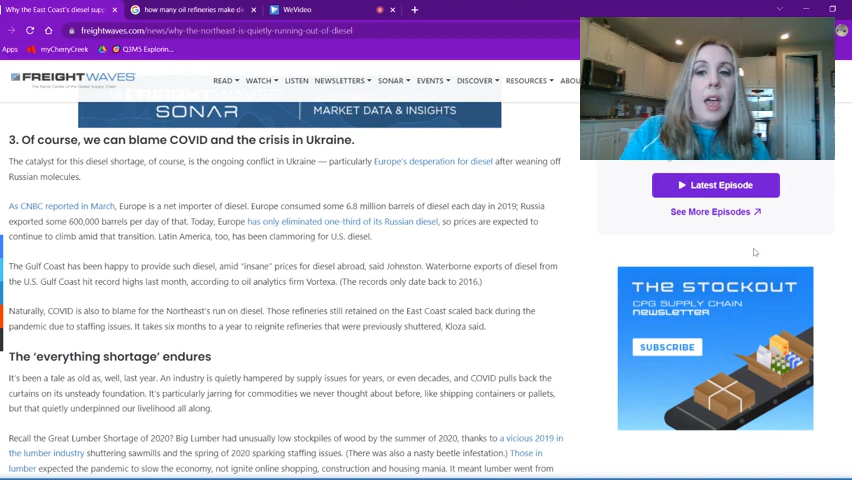 Why the East Coast's diesel supp
how many oil refineries make die
WeVideo
freightwaves.com/news/why-the-northeast-is-quietly-running-out-of-diesel
Apps
myCherryCreek
Q3M5 Explorin...
FREIGHTWAVES
READ
WATCH
LISTEN
NEWSLETTERS
SONAR
EVENTS
DISCOVER
RESOURCES
ABOU
SONAR
MARKET DATA & INSIGHTS
3. Of course, we can blame COVID and the crisis in Ukraine.
The catalyst for this diesel shortage, of course, is the ongoing conflict in Ukraine — particularly Europe's desperation for diesel after weaning off
Russian molecules.
As CNBC reported in March, Europe is a net importer of diesel. Europe consumed some 6.8 million barrels of diesel each day in 2019; Russia
exported some 600,000 barrels per day of that. Today, Europe has only eliminated one-third of its Russian diesel, so prices are expected to
continue to climb amid that transition. Latin America, too, has been clammoring for U.S. diesel.
The Gulf Coast has been happy to provide such diesel, amid "insane" prices for diesel abroad, said Johnston. Waterborne exports of diesel from
the U.S. Gulf Coast hit record highs last month, according to oil analytics firm Vortexa. (The records only date back to 2016.)
Naturally, COVID is also to blame for the Northeast's run on diesel. Those refineries still retained on the East Coast scaled back during the
pandemic due to staffing issues. It takes six months to a year to reignite refineries that were previously shuttered, Kloza said.
The 'everything shortage' endures
It's been a tale as old as, well, last year. An industry is quietly hampered by supply issues for years, or even decades, and COVID pulls back the
curtains on its unsteady foundation. It's particularly jarring for commodities we never thought about before, like shipping containers or pallets,
but that quietly underpinned our livelihood all along.
Recall the Great Lumber Shortage of 2020? Big Lumber had unusually low stockpiles of wood by the summer of 2020, thanks to a vicious 2019 in
the lumber industry shuttering sawmills and the spring of 2020 sparking staffing issues. (There was also a nasty beetle infestation.) Those in
lumber expected the pandemic to slow the economy, not ignite online shopping, construction and housing mania. It meant lumber went from
Latest Episode
See More Episodes
THE STOCKOUT
CPG SUPPLY CHAIN
NEWSLETTER
SUBSCRIBE